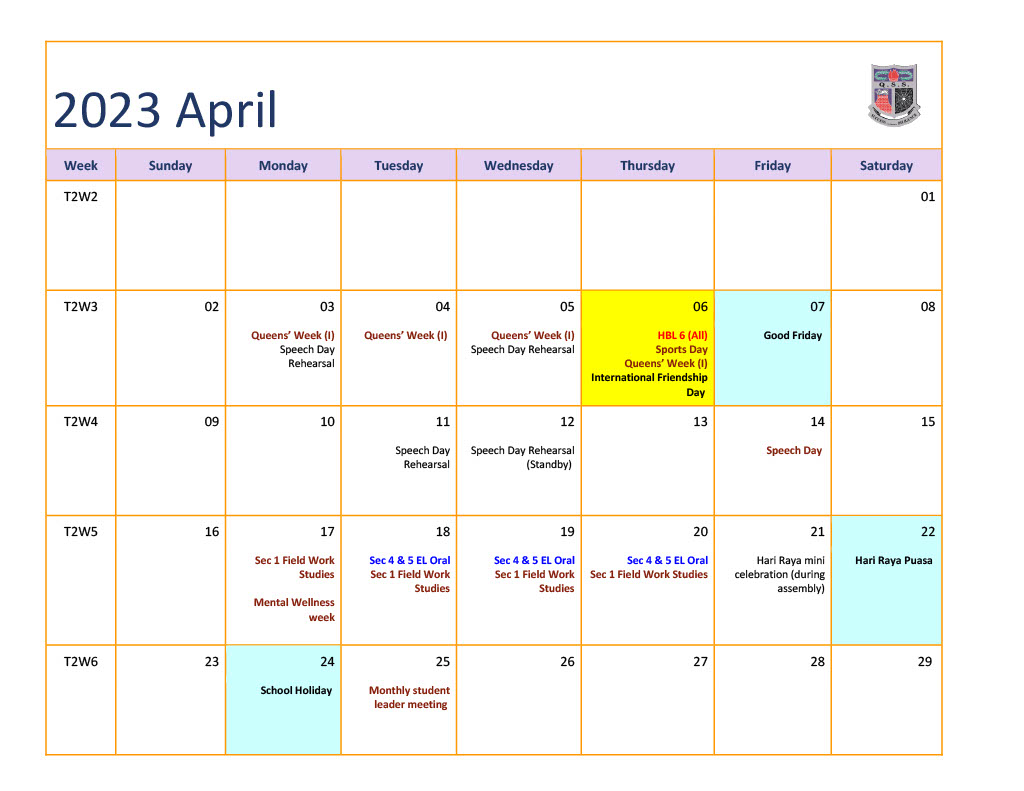 2023 April
Q.S.S.
Week Sunday Monday Tuesday Wednesday Thursday Friday Saturday
T2W2 01
T2W3 02 03 04 05 06 07 08
Queens’ Week (I)
Speech Day
Rehearsal
Queens’ Week (I)
Queens’ Week (I)
Speech Day Rehearsal
HBL 6 (All)
Sports Day
Queens’ Week (I)
International Friendship
Day
Good Friday
T2W4 09 10 11 12 13 14 15
Speech Day
Rehearsal
Speech Day Rehearsal
(Standby)
Speech Day
T2W5 16 17 18 19 20 21 22
Sec 1 Field Work
Studies
Mental Wellness
week
Sec 4 & 5 EL Oral
Sec 1 Field Work
Studies
Sec 4 & 5 EL Oral
Sec 1 Field Work
Studies
Sec 4 & 5 EL Oral
Sec 1 Field Work Studies
Hari Raya mini
celebration (during
assembly)
Hari Raya Puasa
T2W6 23 24 25 26 27 28 29
School Holiday
Monthly student
leader meeting